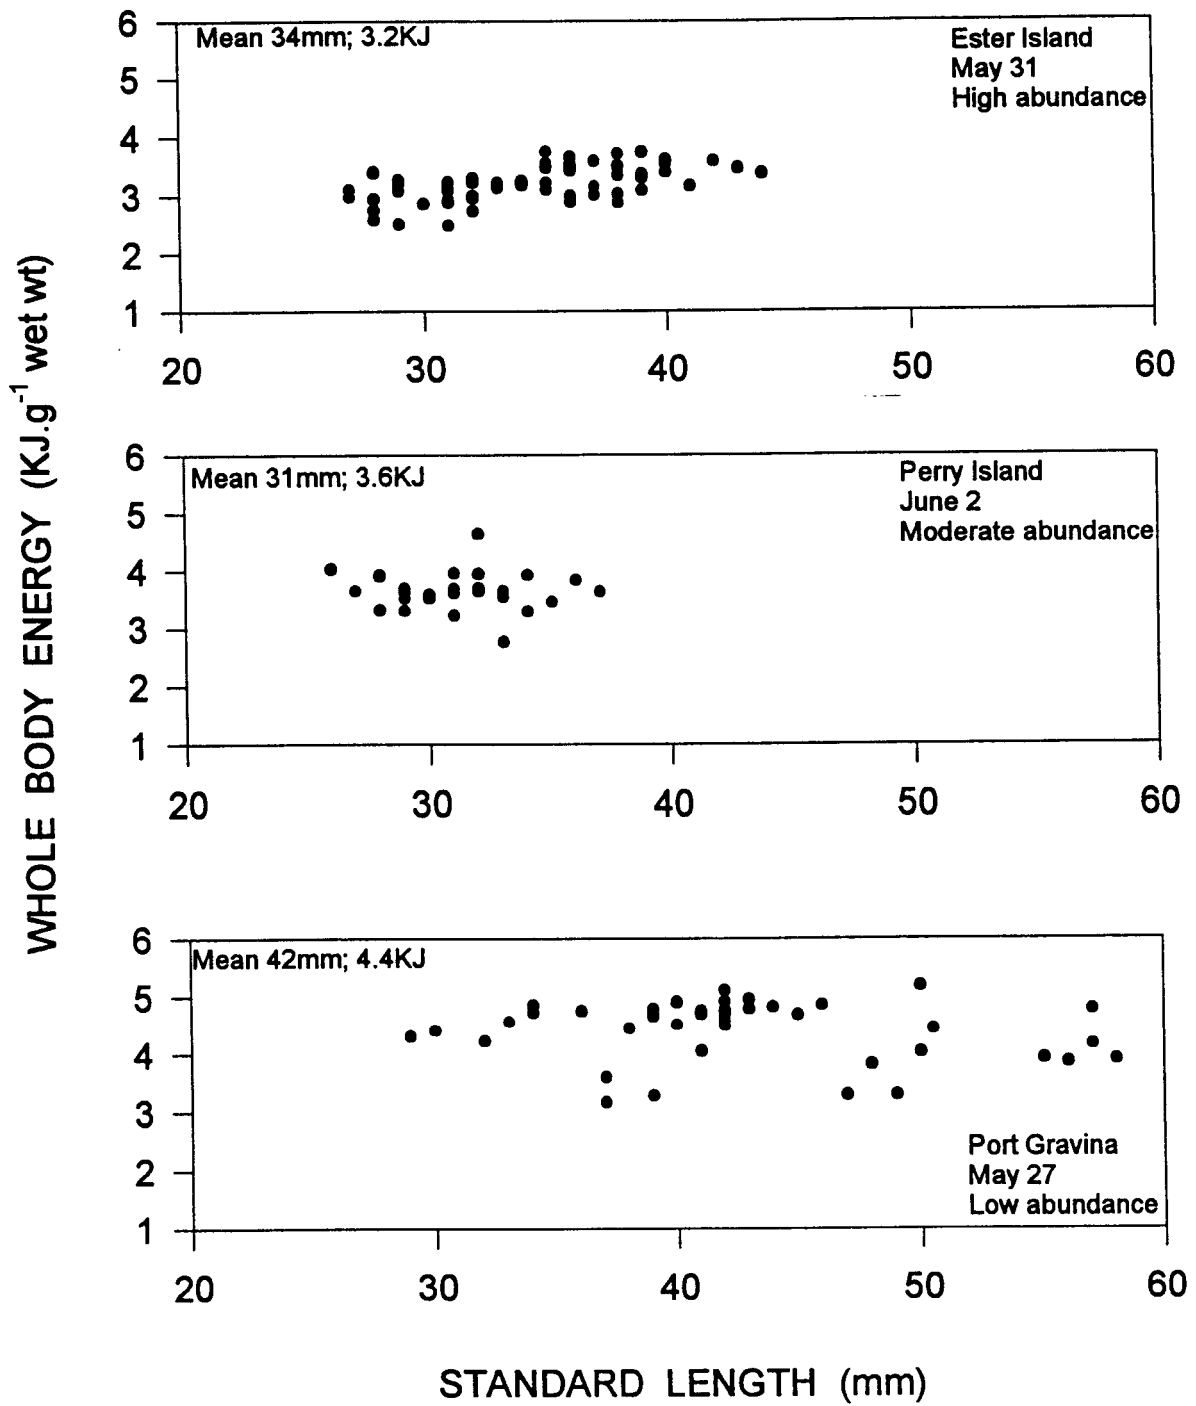 WHOLE BODY ENERGY (KJ.g⁻¹ wet wt)
Mean 34mm; 3.2KJ
Ester Island
May 31
High abundance
6
5
4
3
2
1
20 30 40 50 60
Mean 31mm; 3.6KJ
Perry Island
June 2
Moderate abundance
6
5
4
3
2
1
20 30 40 50 60
Mean 42mm; 4.4KJ
6
5
4
3
2
1
Port Gravina
May 27
Low abundance
20 30 40 50 60
STANDARD LENGTH (mm)